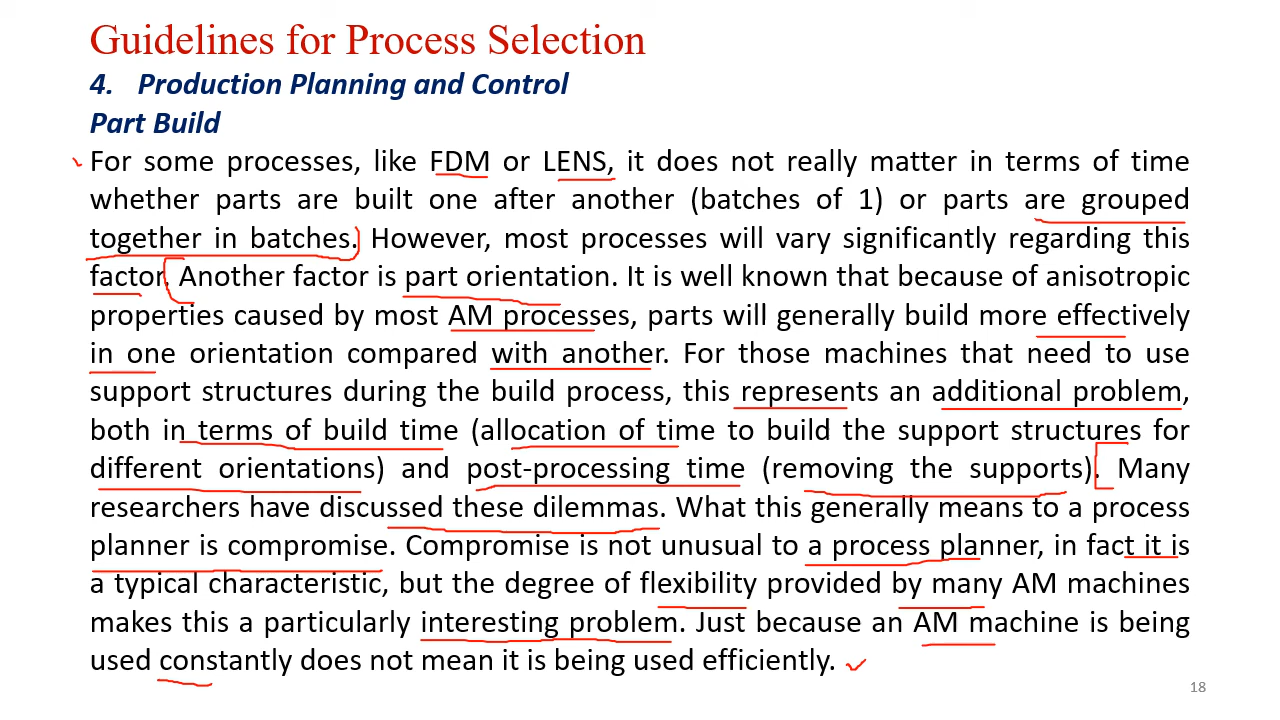 Guidelines for Process Selection
4. Production Planning and Control
Part Build
For some processes, like FDM or LENS, it does not really matter in terms of time
whether parts are built one after another (batches of 1) or parts are grouped
together in batches. However, most processes will vary significantly regarding this
factor. Another factor is part orientation. It is well known that because of anisotropic
properties caused by most AM processes, parts will generally build more effectively
in one orientation compared with another. For those machines that need to use
support structures during the build process, this represents an additional problem,
both in terms of build time (allocation of time to build the support structures for
different orientations) and post-processing time (removing the supports). Many
researchers have discussed these dilemmas. What this generally means to a process
planner is compromise. Compromise is not unusual to a process planner, in fact it is
a typical characteristic, but the degree of flexibility provided by many AM machines
makes this a particularly interesting problem. Just because an AM machine is being
used constantly does not mean it is being used efficiently.
18